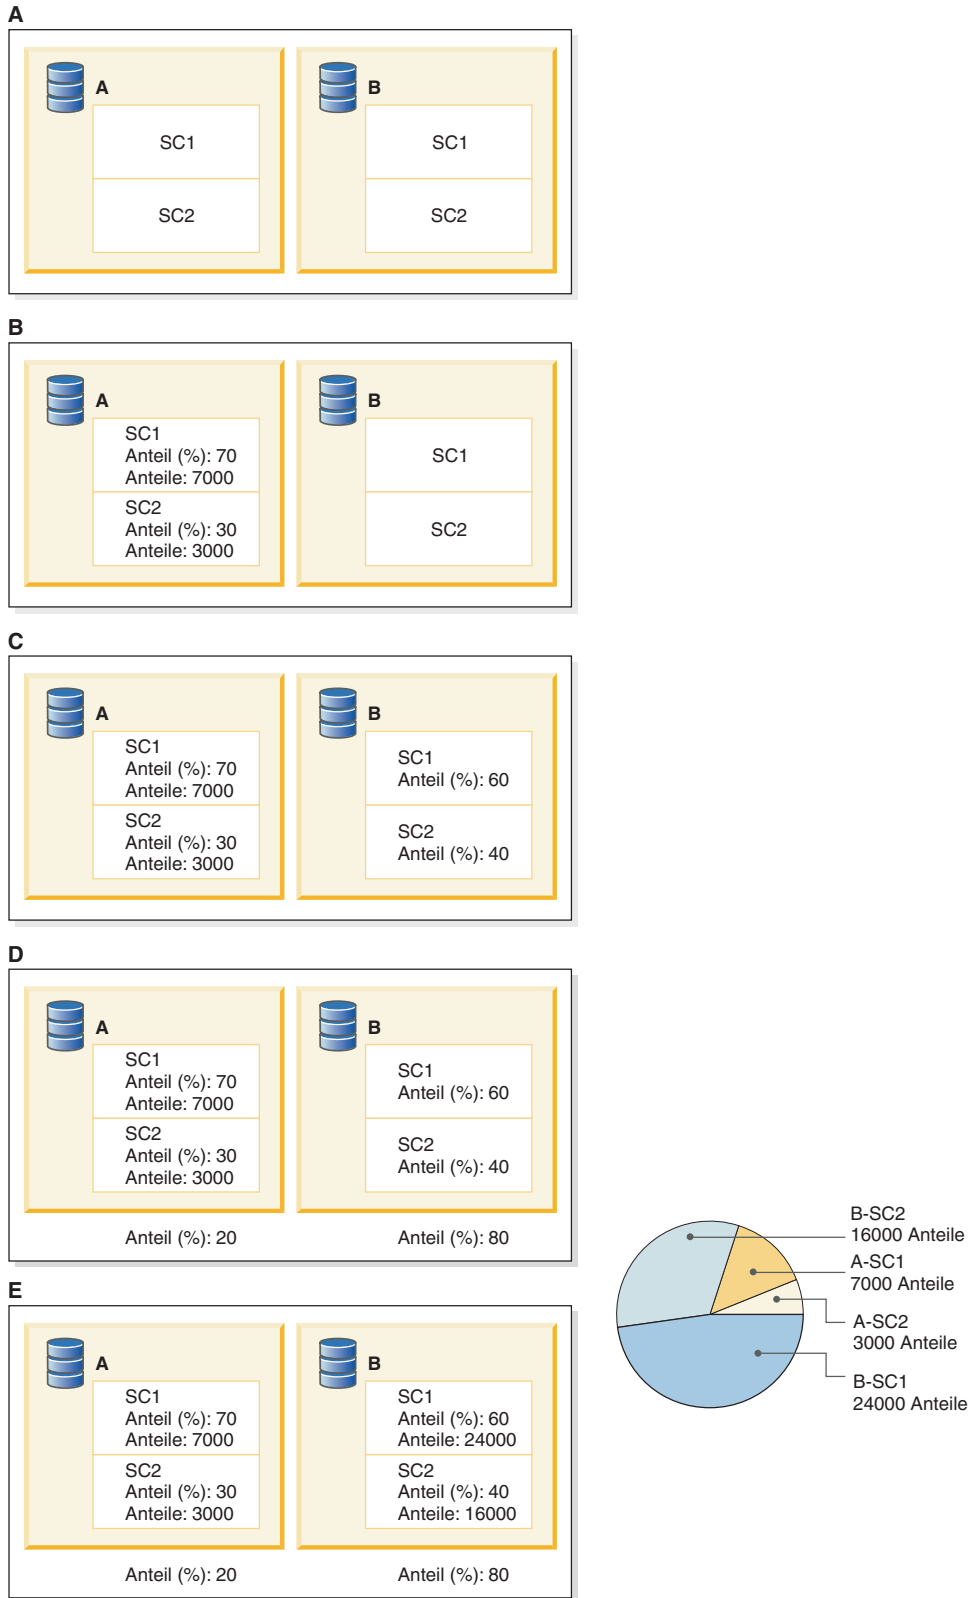 A
A
SC1
SC2
B
SC1
SC2
B
A
SC1
Anteil (%): 70
Anteile: 7000
SC2
Anteil (%): 30
Anteile: 3000
B
SC1
SC2
C
A
SC1
Anteil (%): 70
Anteile: 7000
SC2
Anteil (%): 30
Anteile: 3000
B
SC1
Anteil (%): 60
SC2
Anteil (%): 40
D
A
SC1
Anteil (%): 70
Anteile: 7000
SC2
Anteil (%): 30
Anteile: 3000
Anteil (%): 20
B
SC1
Anteil (%): 60
SC2
Anteil (%): 40
Anteil (%): 80
E
A
SC1
Anteil (%): 70
Anteile: 7000
SC2
Anteil (%): 30
Anteile: 3000
Anteil (%): 20
B
SC1
Anteil (%): 60
Anteile: 24000
SC2
Anteil (%): 40
Anteile: 16000
Anteil (%): 80
B-SC2
16000 Anteile
A-SC1
7000 Anteile
A-SC2
3000 Anteile
B-SC1
24000 Anteile